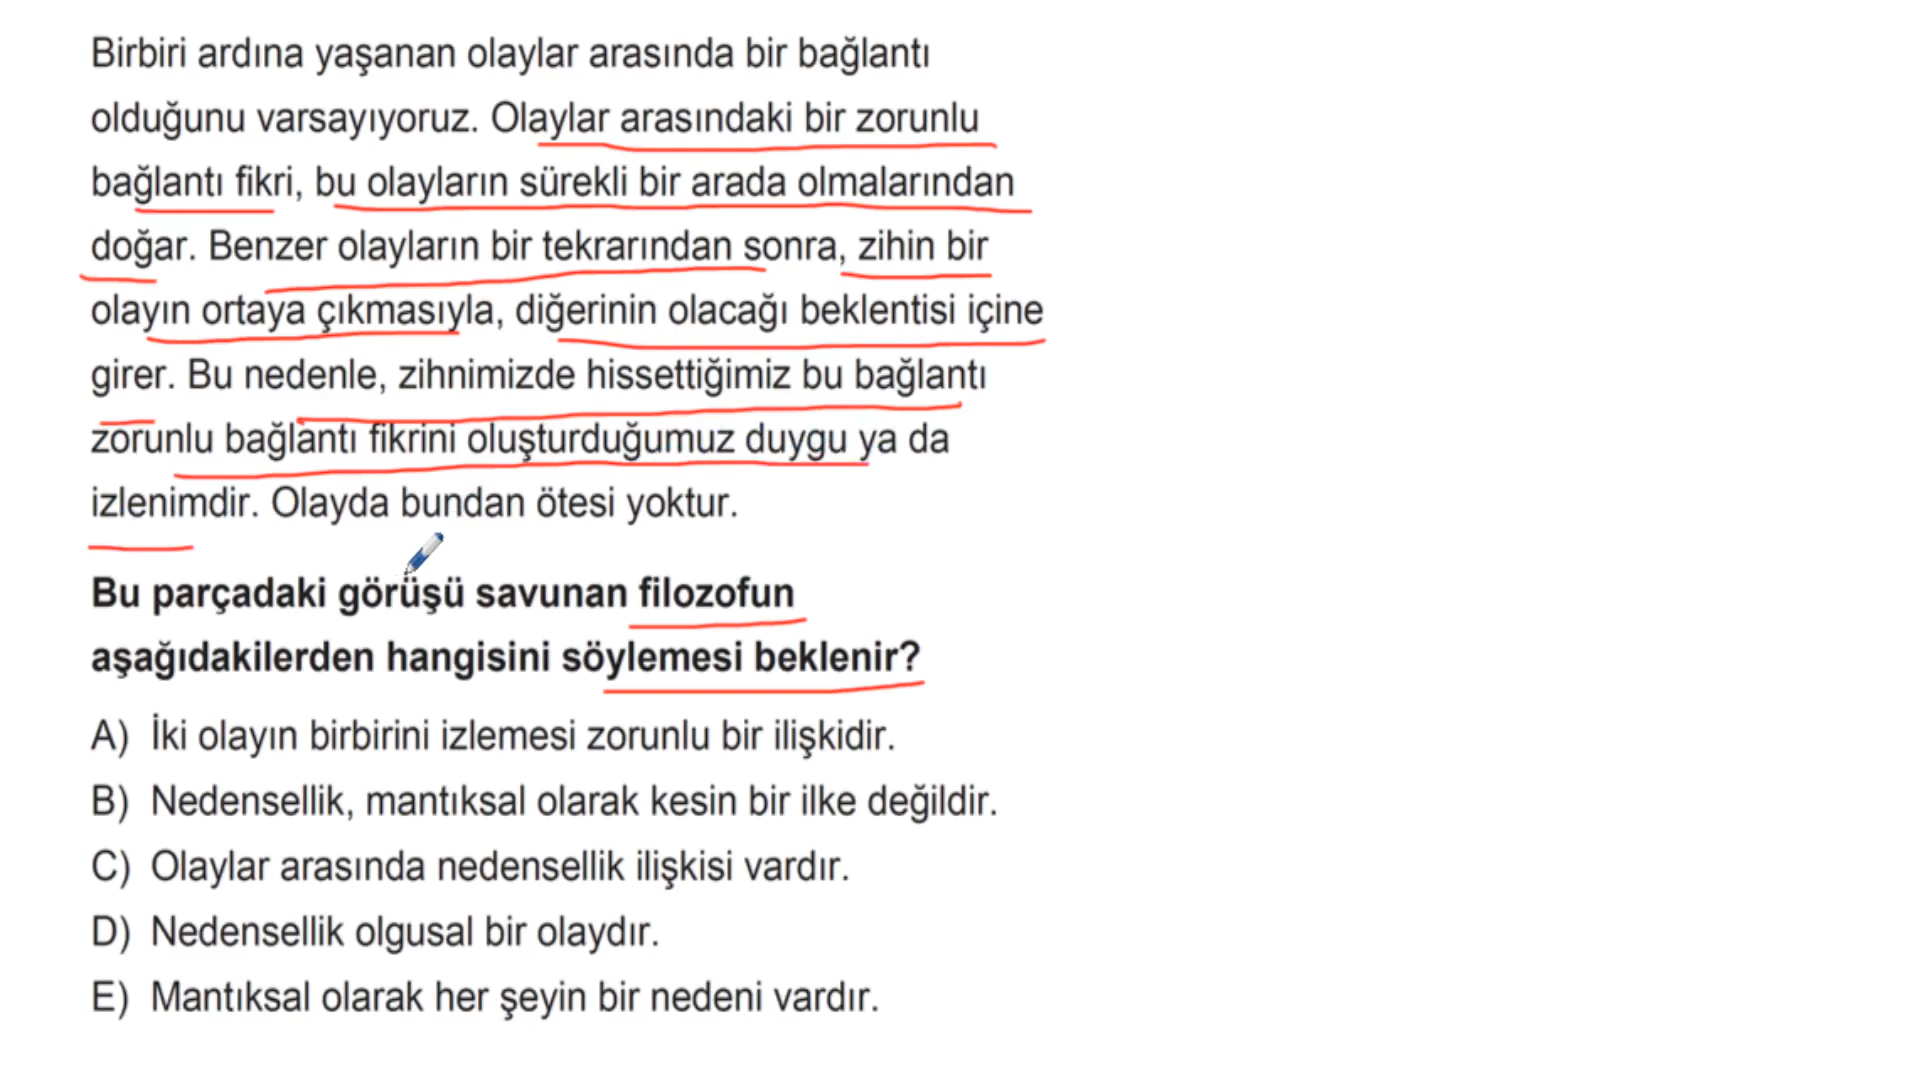 Birbiri ardına yaşanan olaylar arasında bir bağlantı
olduğunu varsayıyoruz. Olaylar arasındaki bir zorunlu
bağlantı fikri, bu olayların sürekli bir arada olmalarından
doğar. Benzer olayların bir tekrarından sonra, zihin bir
olayın ortaya çıkmasıyla, diğerinin olacağı beklentisi içine
girer. Bu nedenle, zihnimizde hissettiğimiz bu bağlantı
zorunlu bağlantı fikrini oluşturduğumuz duygu ya da
izlenimdir. Olayda bundan ötesi yoktur.
Bu parçadaki görüşü savunan filozofun
aşağıdakilerden hangisini söylemesi beklenir?
A) İki olayın birbirini izlemesi zorunlu bir ilişkidir.
B) Nedensellik, mantıksal olarak kesin bir ilke değildir.
C) Olaylar arasında nedensellik ilişkisi vardır.
D) Nedensellik olgusal bir olaydır.
E) Mantıksal olarak her şeyin bir nedeni vardır.